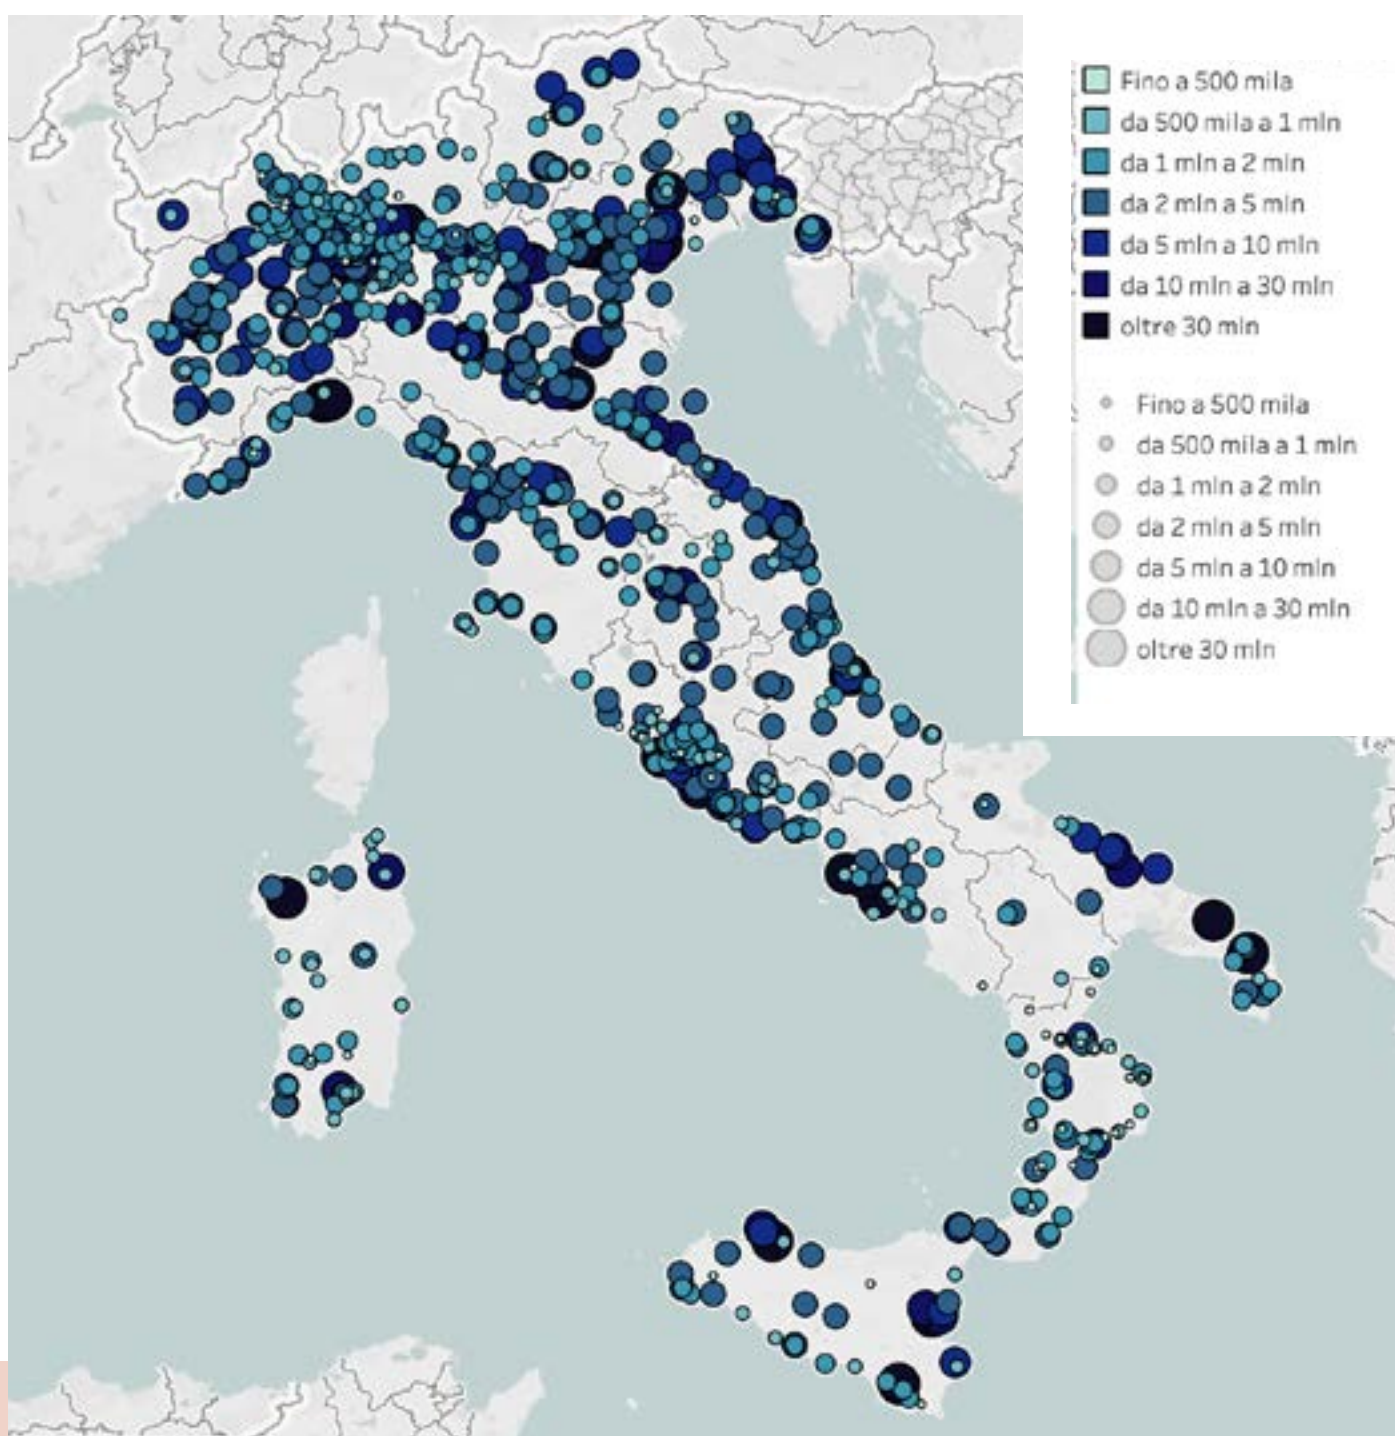 Fino a 500 mila
da 500 mila a 1 mln
da 1 mln a 2 mln
da 2 mln a 5 mln
da 5 mln a 10 mln
da 10 mln a 30 mln
oltre 30 mln
Fino a 500 mila
da 500 mila a 1 mln
da 1 mln a 2 mln
da 2 mln a 5 mln
da 5 mln a 10 mln
da 10 mln a 30 mln
oltre 30 mln